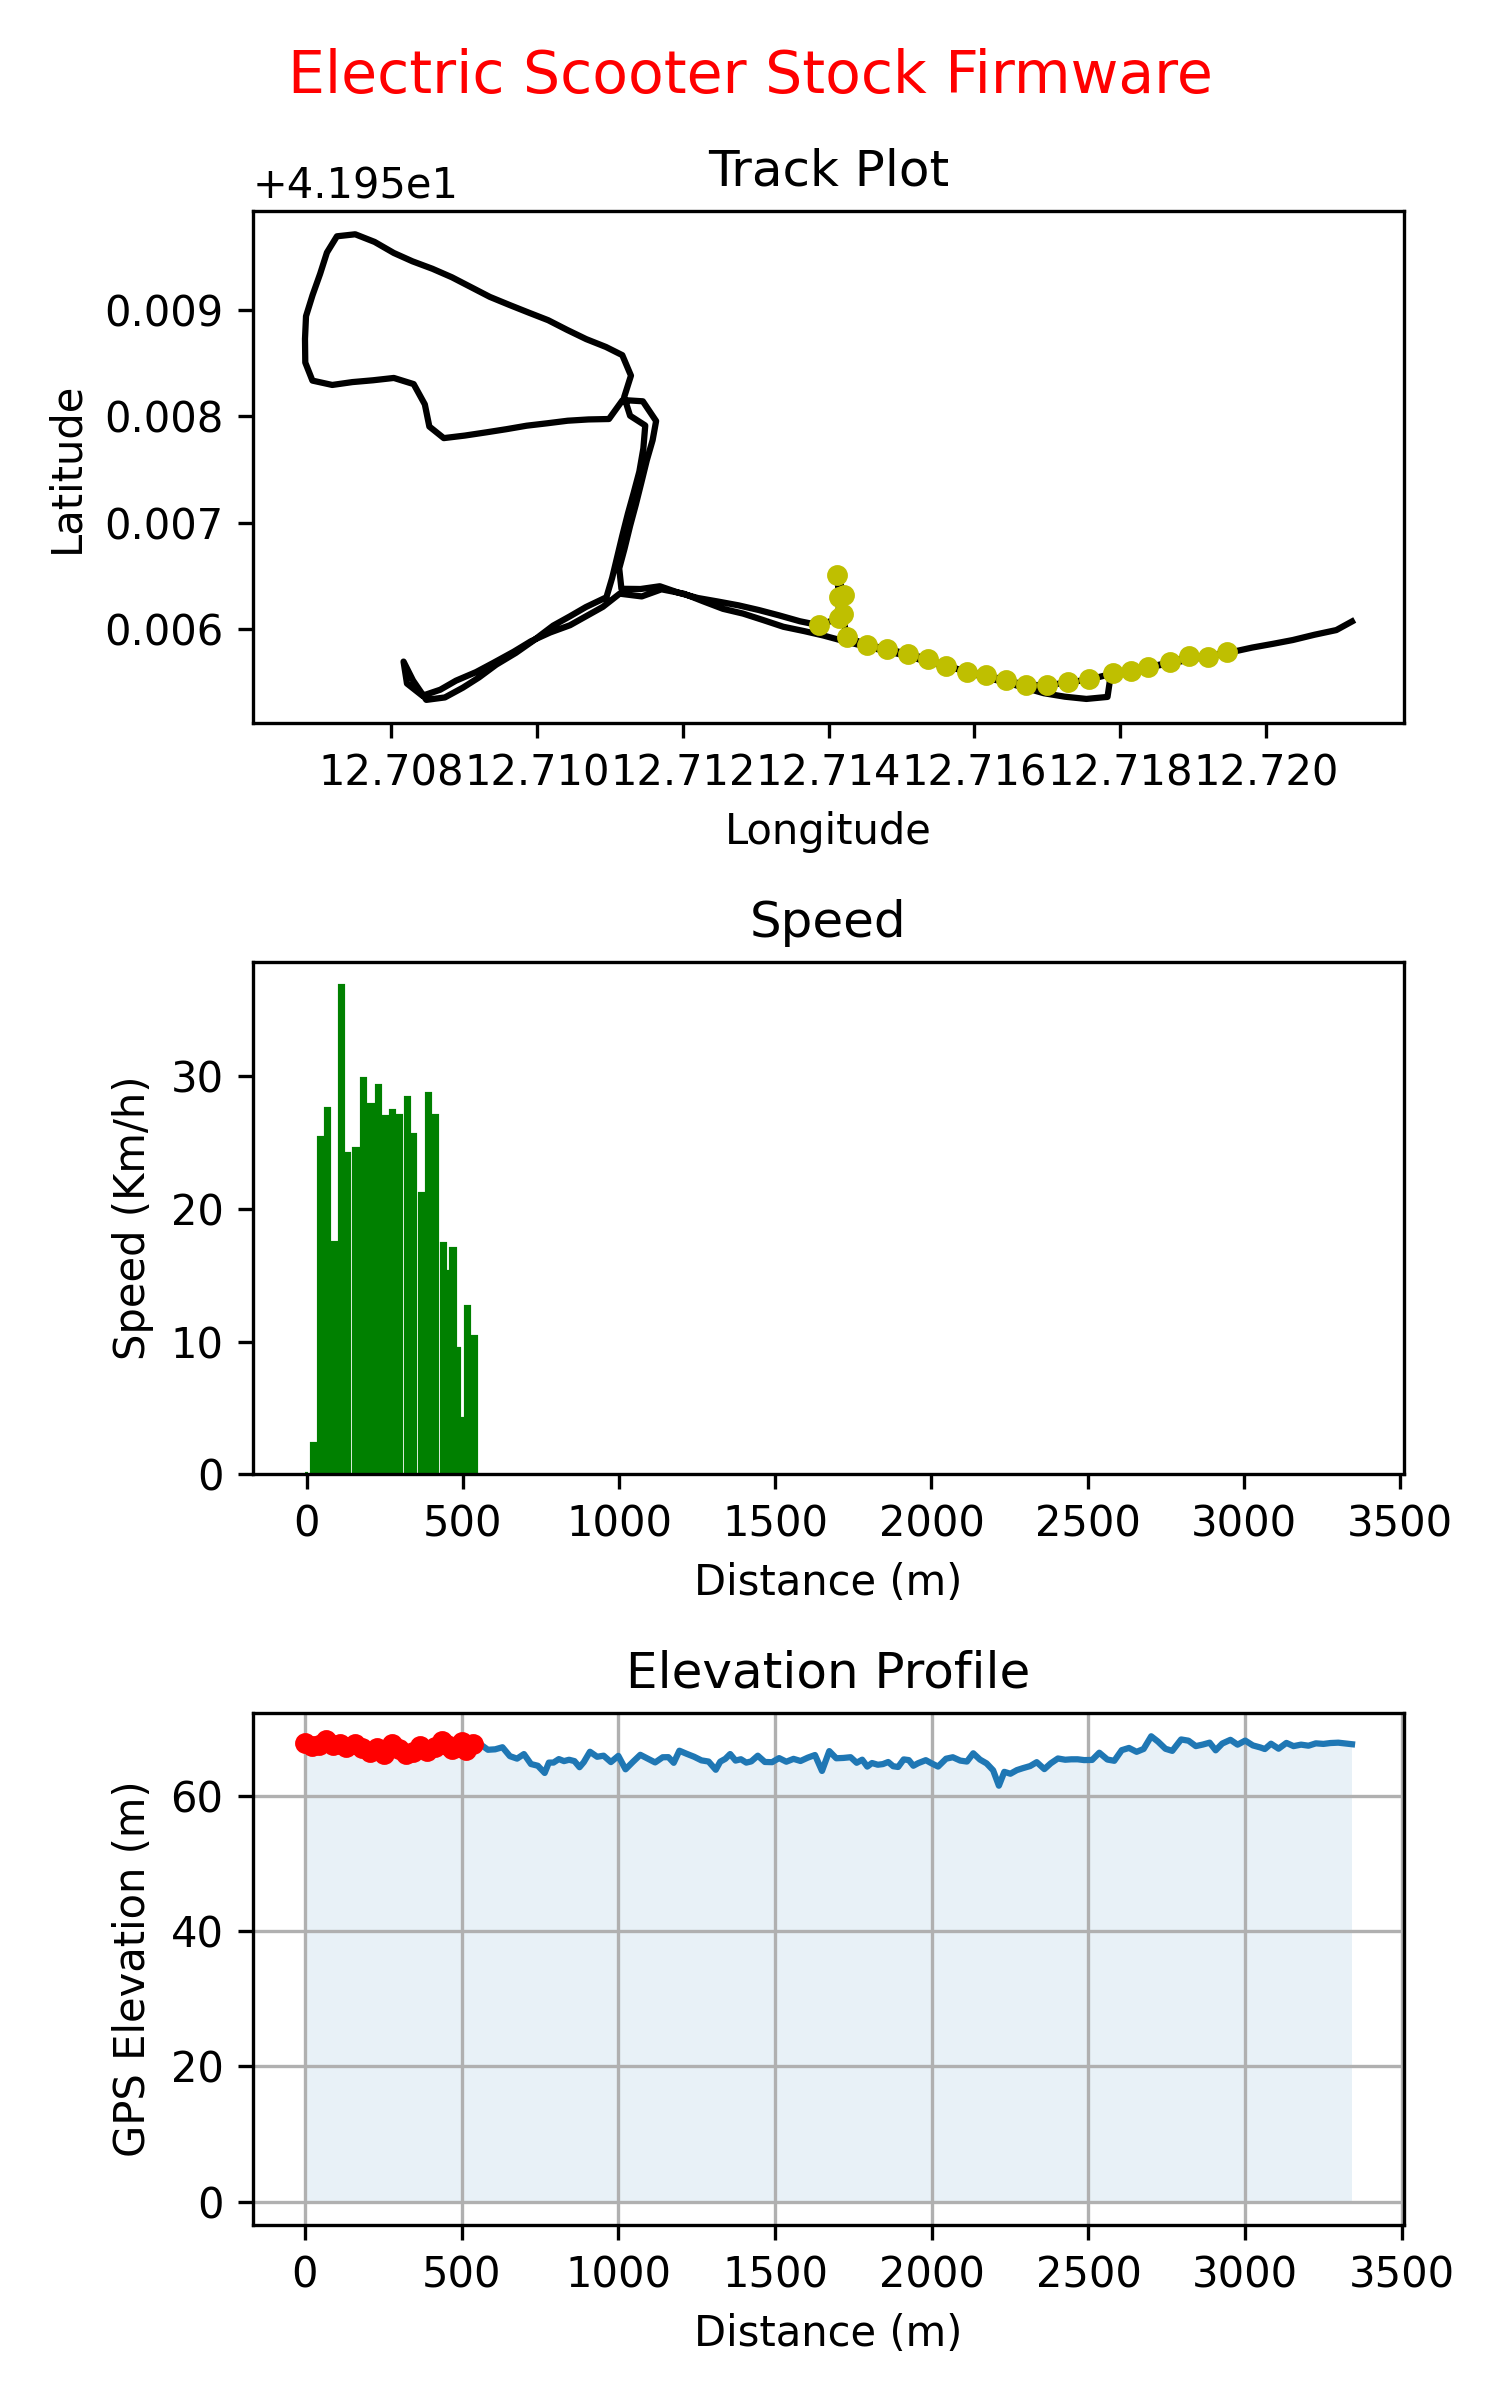 Electric Scooter Stock Firmware
Track Plot
+4.195e1
0.009
0.008
0.007
0.006
Latitude
12.708 12.710 12.712 12.714 12.716 12.718 12.720
Longitude
Speed
30
20
10
0
Speed (Km/h)
0 500 1000 1500 2000 2500 3000 3500
Distance (m)
Elevation Profile
60
40
20
0
GPS Elevation (m)
0 500 1000 1500 2000 2500 3000 3500
Distance (m)